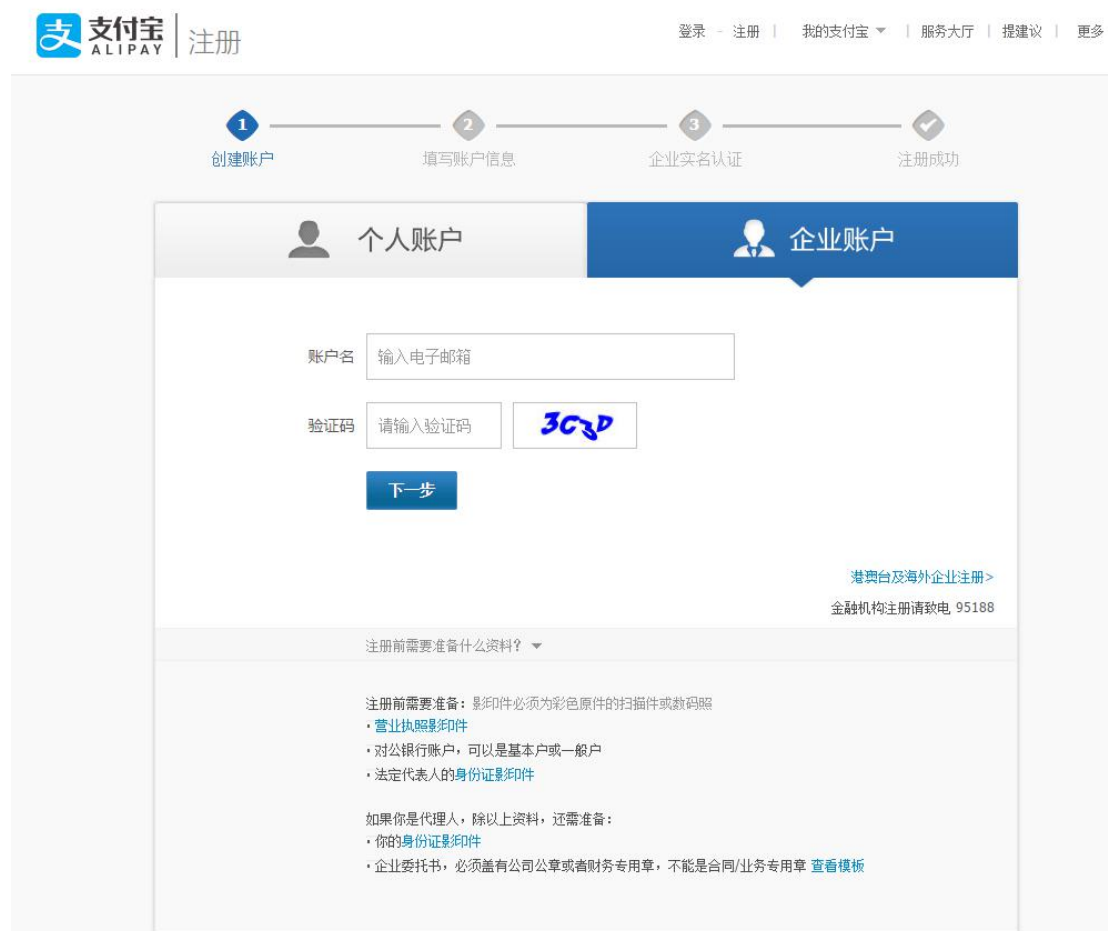 支付宝 ALIPAY 注册
登录 - 注册 | 我的支付宝 | 服务大厅 | 提建议 | 更多
1 2 3
创建账户 填写账户信息 企业实名认证 注册成功
个人账户 企业账户
账户名 输入电子邮箱
验证码 请输入验证码 3C3D
下一步
港澳台及海外企业注册>
金融机构注册请致电 95188
注册前需要准备什么资料?
注册前需要准备:影印件必须为彩色原件的扫描件或数码照
· 营业执照影印件
· 对公银行账户,可以是基本户或一般户
· 法定代表人的身份证影印件
如果你是代理人,除以上资料,还需准备:
· 你的身份证影印件
· 企业委托书,必须盖有公司公章或者财务专用章,不能是合同/业务专用章 查看模板